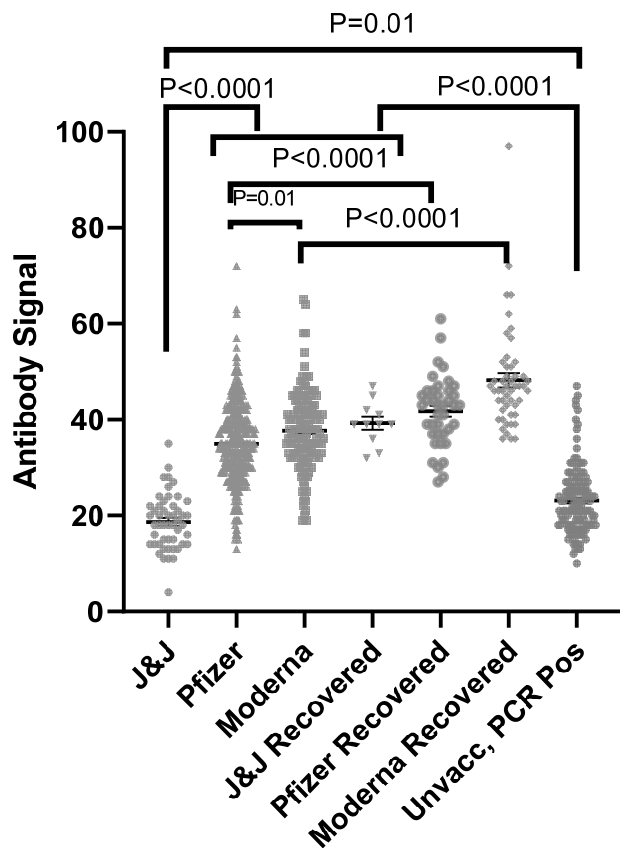 P=0.01
P<0.0001
P<0.0001
P<0.0001
P=0.01
P<0.0001
Antibody Signal
100
80
60
40
20
0
J&J
Pfizer
Moderna
J&J Recovered
Pfizer Recovered
Moderna Recovered
Unvacc, PCR Pos